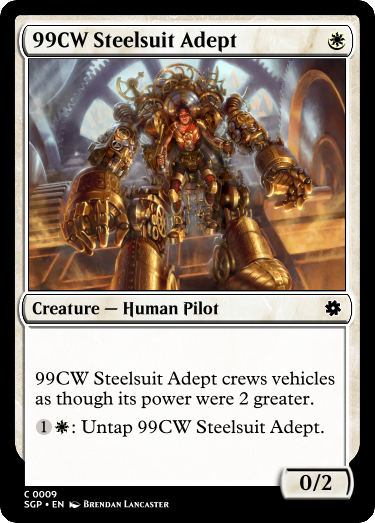 99CW Steelsuit Adept
Creature — Human Pilot
99CW Steelsuit Adept crews vehicles
as though its power were 2 greater.
1: Untap 99CW Steelsuit Adept.
0/2
C 0009
SGP • EN Brendan Lancaster